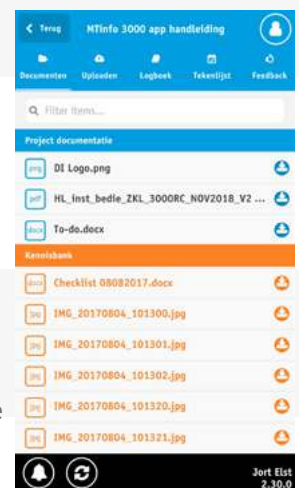 Terug MTinfo 3000 app handleiding
Documenten Uploaden Logboek Tekenlijst Feedback
Filter items...
Project documentatie
png DI Logo.png
pdf HL_inst_bedie_ZKL_3000RC_NOV2018_V2 ...
docx To-do.docx
Kennisbank
docx Checklist 08082017.docx
jpg IMG_20170804_101300.jpg
jpg IMG_20170804_101301.jpg
jpg IMG_20170804_101302.jpg
jpg IMG_20170804_101320.jpg
e
jpg IMG_20170804_101321.jpg
Jort Elst
2.30.0